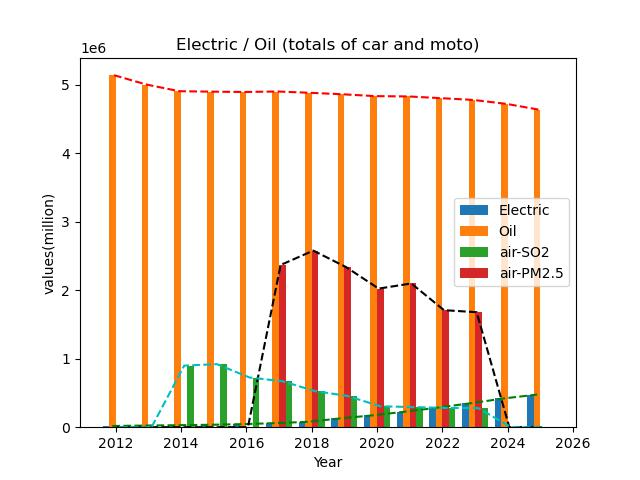 Electric / Oil (totals of car and moto)
1e6
5
4
3
2
1
0
values(million)
Electric
Oil
air-SO2
air-PM2.5
2012 2014 2016 2018 2020 2022 2024 2026
Year